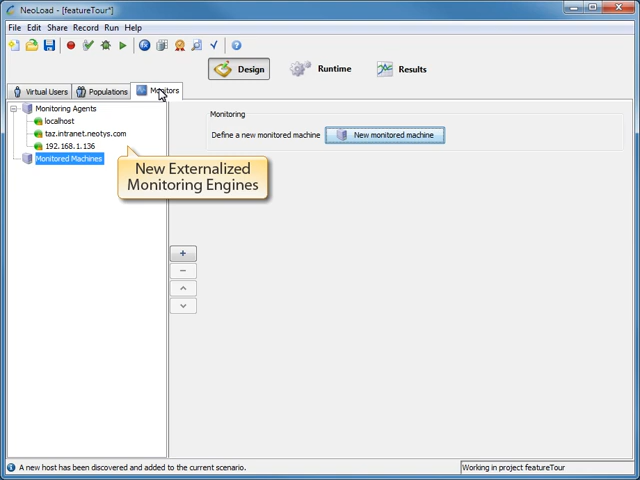 NeoLoad - [featureTour*]
File Edit Share Record Run Help
Design Runtime Results
Virtual Users Populations Monitors
Monitoring Agents
localhost
taz.intranet.neotys.com
192.168.1.136
Monitored Machines
Monitoring
Define a new monitored machine New monitored machine
New Externalized
Monitoring Engines
A new host has been discovered and added to the current scenario. Working in project featureTour